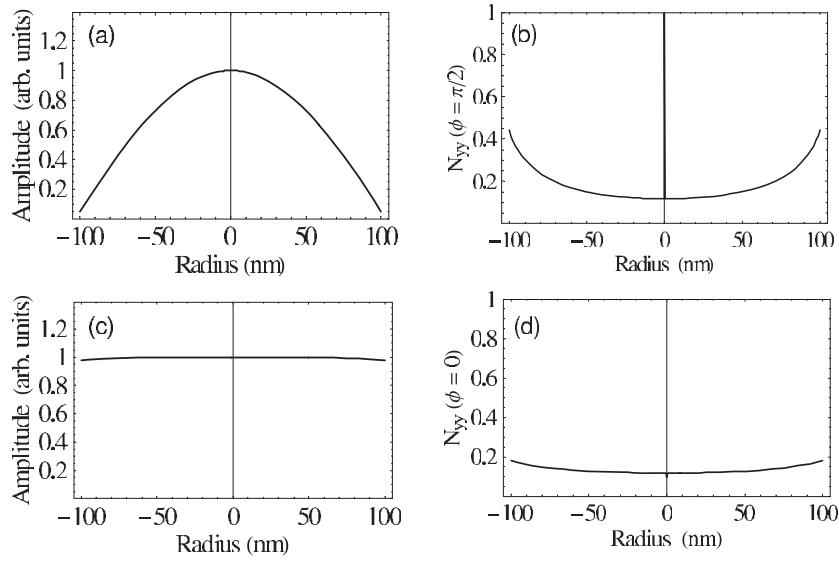 (a)
Amplitude (arb. units)
1.2
1
0.8
0.6
0.4
0.2
−100 −50 0 50 100
Radius (nm)
(b)
N_yy (ϕ = π/2)
1
0.8
0.6
0.4
0.2
−100 −50 0 50 100
Radius (nm)
(c)
Amplitude (arb. units)
1.2
1
0.8
0.6
0.4
0.2
−100 −50 0 50 100
Radius (nm)
(d)
N_yy (ϕ = 0)
1
0.8
0.6
0.4
0.2
−100 −50 0 50 100
Radius (nm)